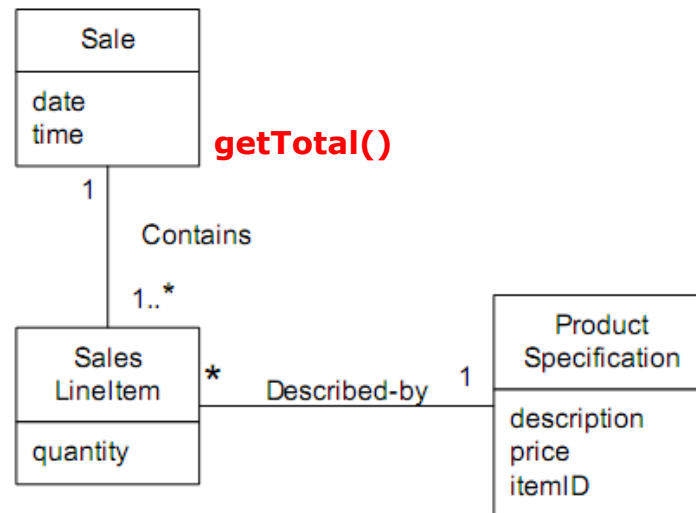 Sale
date
time
getTotal()
1
Contains
1..*
Sales
LineItem
quantity
*
Described-by
1
Product
Specification
description
price
itemID